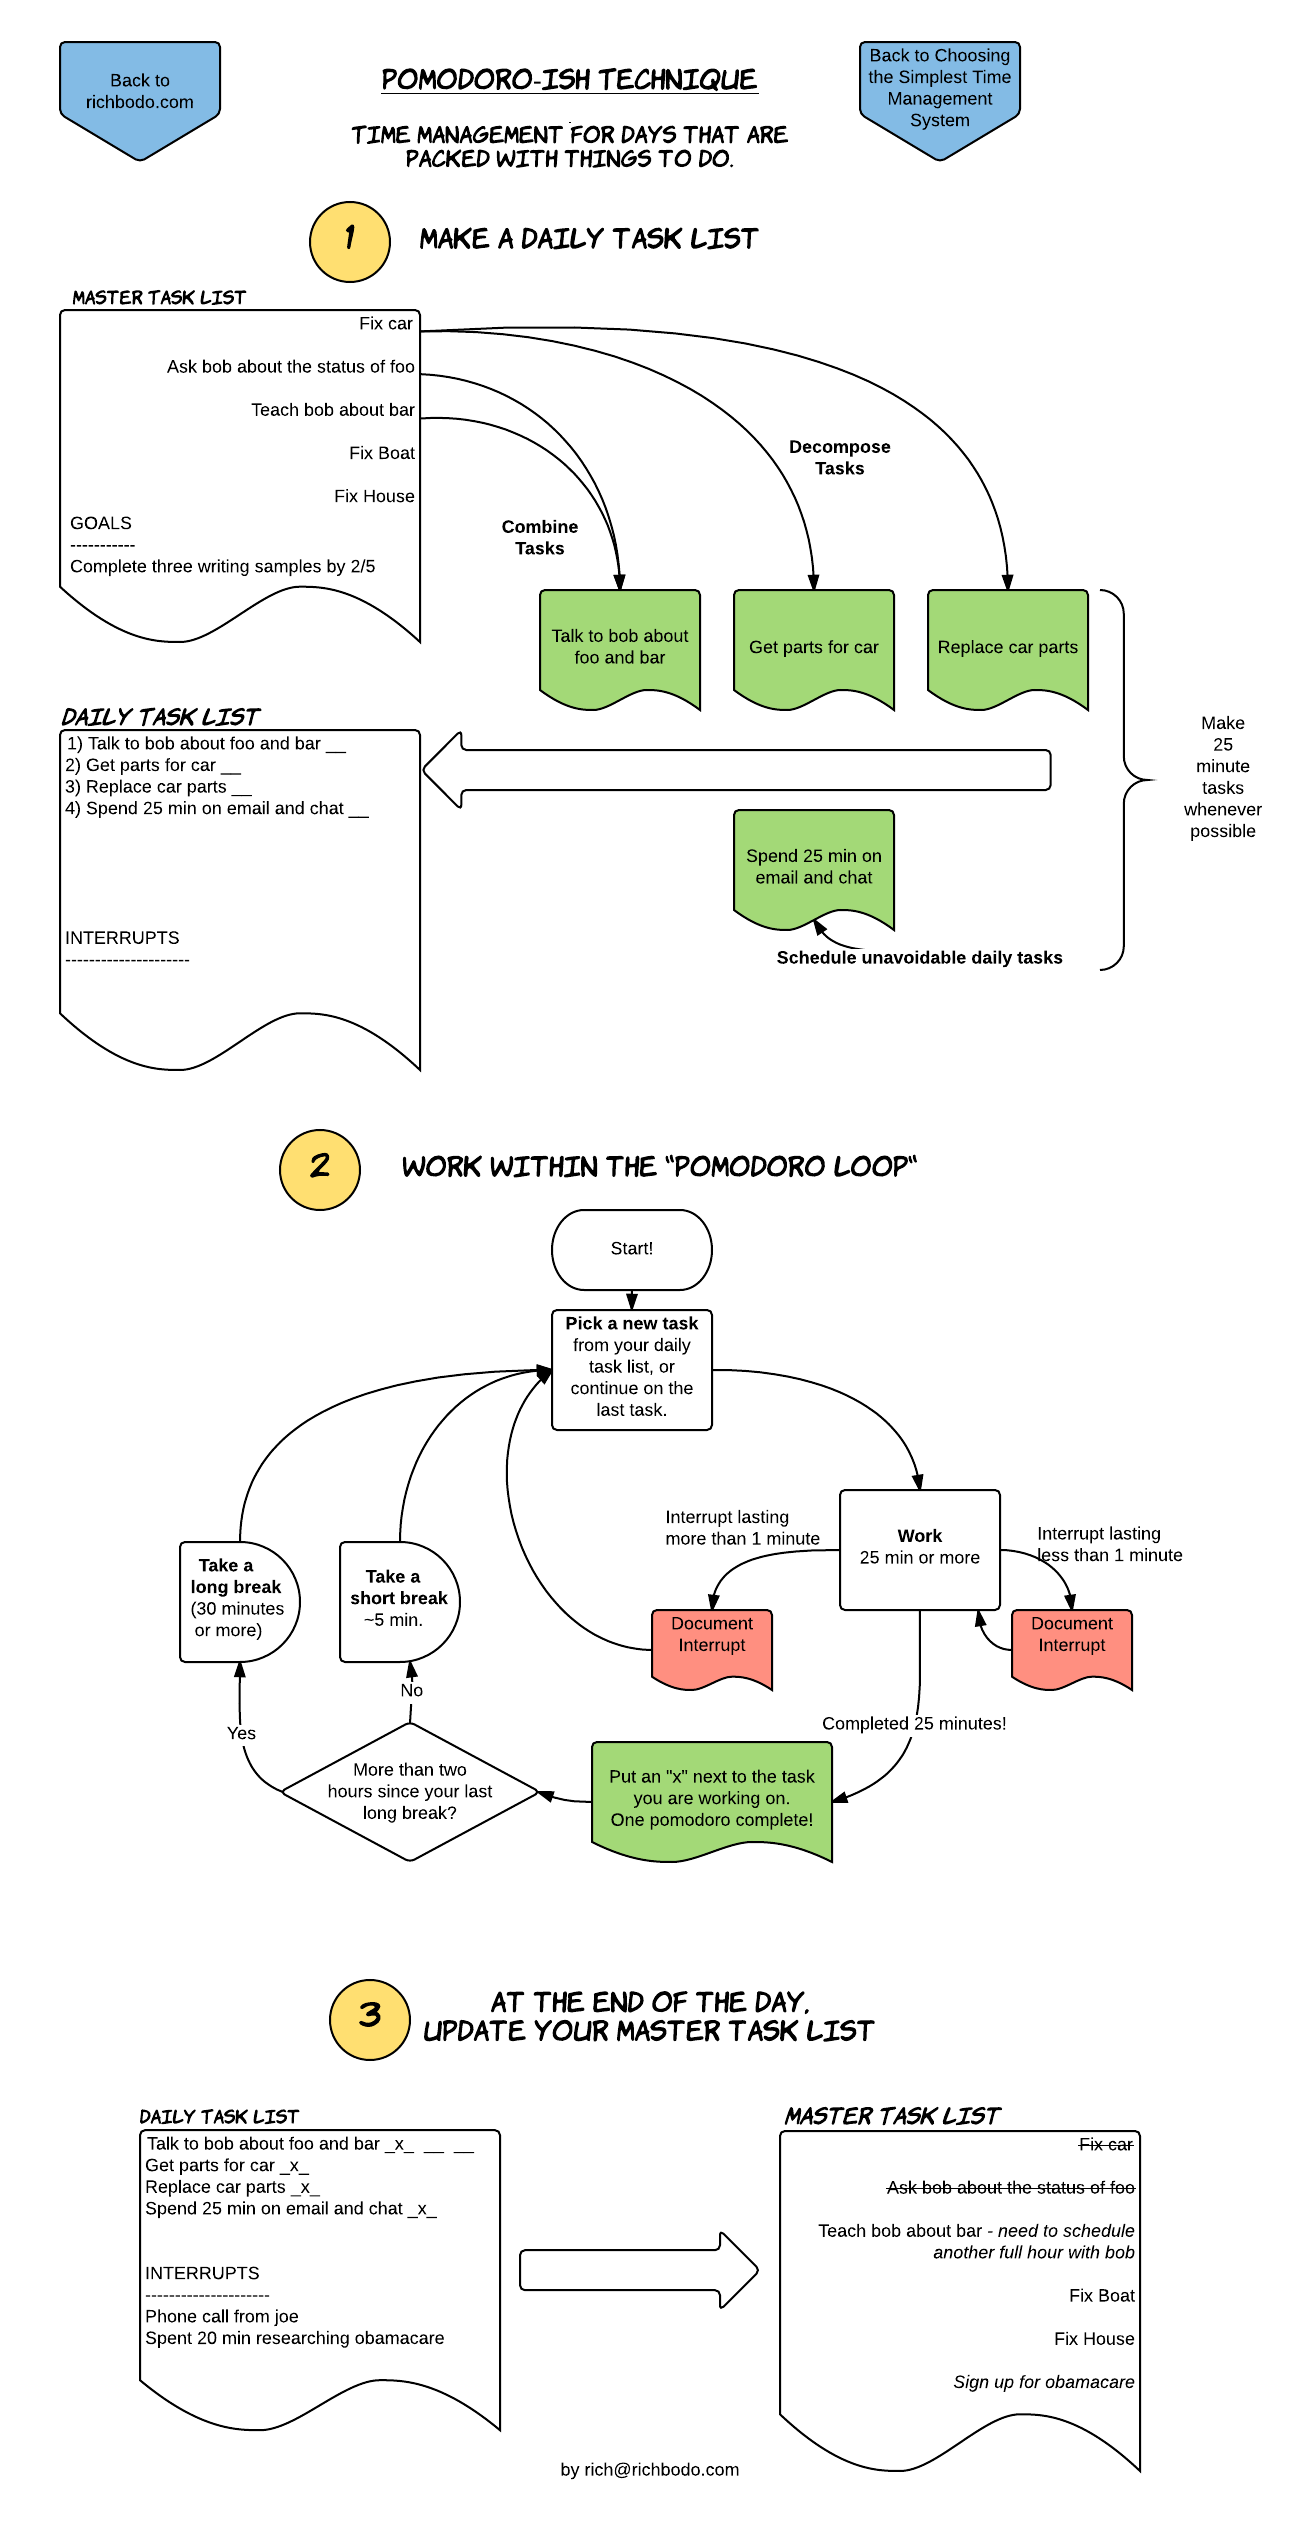 Back to
richbodo.com
POMODORO-ISH TECHNIQUE
TIME MANAGEMENT FOR DAYS THAT ARE
PACKED WITH THINGS TO DO.
Back to Choosing
the Simplest Time
Management
System
1
MAKE A DAILY TASK LIST
MASTER TASK LIST
Fix car
Ask bob about the status of foo
Teach bob about bar
Fix Boat
Fix House
GOALS
-----------
Complete three writing samples by 2/5
Combine
Tasks
Decompose
Tasks
Talk to bob about
foo and bar
Get parts for car
Replace car parts
Make
25
minute
tasks
whenever
possible
DAILY TASK LIST
1) Talk to bob about foo and bar __
2) Get parts for car __
3) Replace car parts __
4) Spend 25 min on email and chat __
INTERRUPTS
---------------------
Spend 25 min on
email and chat
Schedule unavoidable daily tasks
2
WORK WITHIN THE "POMODORO LOOP"
Start!
Pick a new task
from your daily
task list, or
continue on the
last task.
Work
25 min or more
Interrupt lasting
more than 1 minute
Interrupt lasting
less than 1 minute
Document
Interrupt
Document
Interrupt
Take a
long break
(30 minutes
or more)
Take a
short break
~5 min.
No
Yes
Completed 25 minutes!
More than two
hours since your last
long break?
Put an "x" next to the task
you are working on.
One pomodoro complete!
3
AT THE END OF THE DAY,
UPDATE YOUR MASTER TASK LIST
DAILY TASK LIST
Talk to bob about foo and bar _x_ __ __
Get parts for car _x_
Replace car parts _x_
Spend 25 min on email and chat _x_
INTERRUPTS
---------------------
Phone call from joe
Spent 20 min researching obamacare
MASTER TASK LIST
Fix car
Ask bob about the status of foo
Teach bob about bar - need to schedule
another full hour with bob
Fix Boat
Fix House
Sign up for obamacare
by rich@richbodo.com